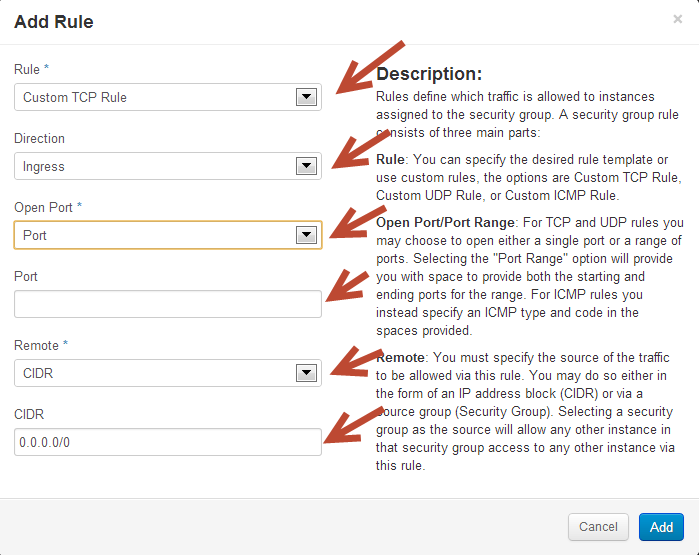 Add Rule
×
Rule *
Custom TCP Rule
Direction
Ingress
Open Port *
Port
Port
Remote *
CIDR
CIDR
0.0.0.0/0
Description:
Rules define which traffic is allowed to instances
assigned to the security group. A security group rule
consists of three main parts:
Rule: You can specify the desired rule template or
use custom rules, the options are Custom TCP Rule,
Custom UDP Rule, or Custom ICMP Rule.
Open Port/Port Range: For TCP and UDP rules you
may choose to open either a single port or a range of
ports. Selecting the "Port Range" option will provide
you with space to provide both the starting and
ending ports for the range. For ICMP rules you
instead specify an ICMP type and code in the
spaces provided.
Remote: You must specify the source of the traffic
to be allowed via this rule. You may do so either in
the form of an IP address block (CIDR) or via a
source group (Security Group). Selecting a security
group as the source will allow any other instance in
that security group access to any other instance via
this rule.
Cancel
Add